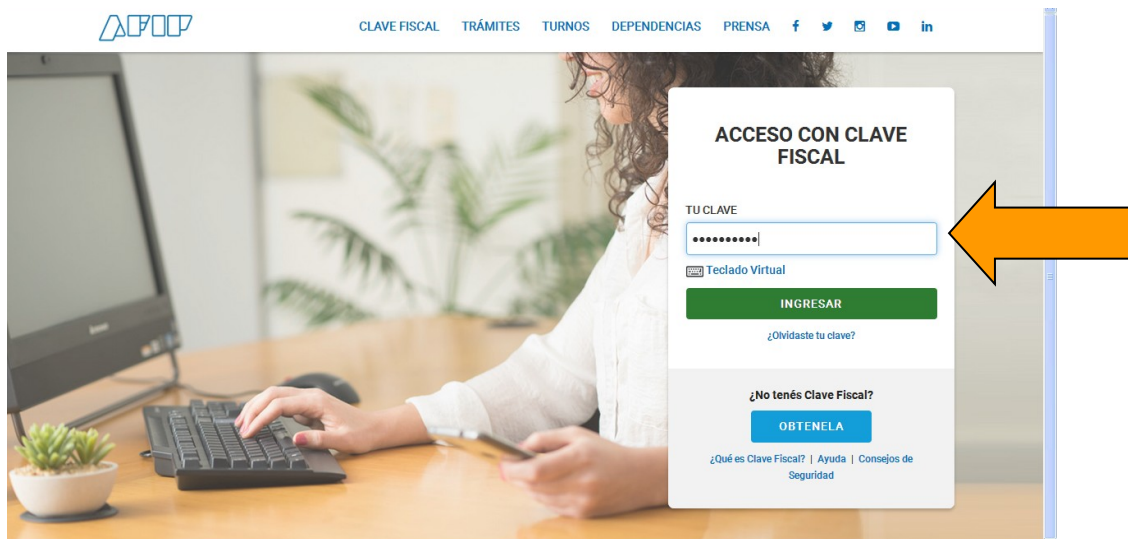 AFIP
CLAVE FISCAL TRÁMITES TURNOS DEPENDENCIAS PRENSA f in
ACCESO CON CLAVE
FISCAL
TU CLAVE
••••••••••
Teclado Virtual
INGRESAR
¿Olvidaste tu clave?
¿No tenés Clave Fiscal?
OBTENELA
¿Qué es Clave Fiscal? | Ayuda | Consejos de
Seguridad